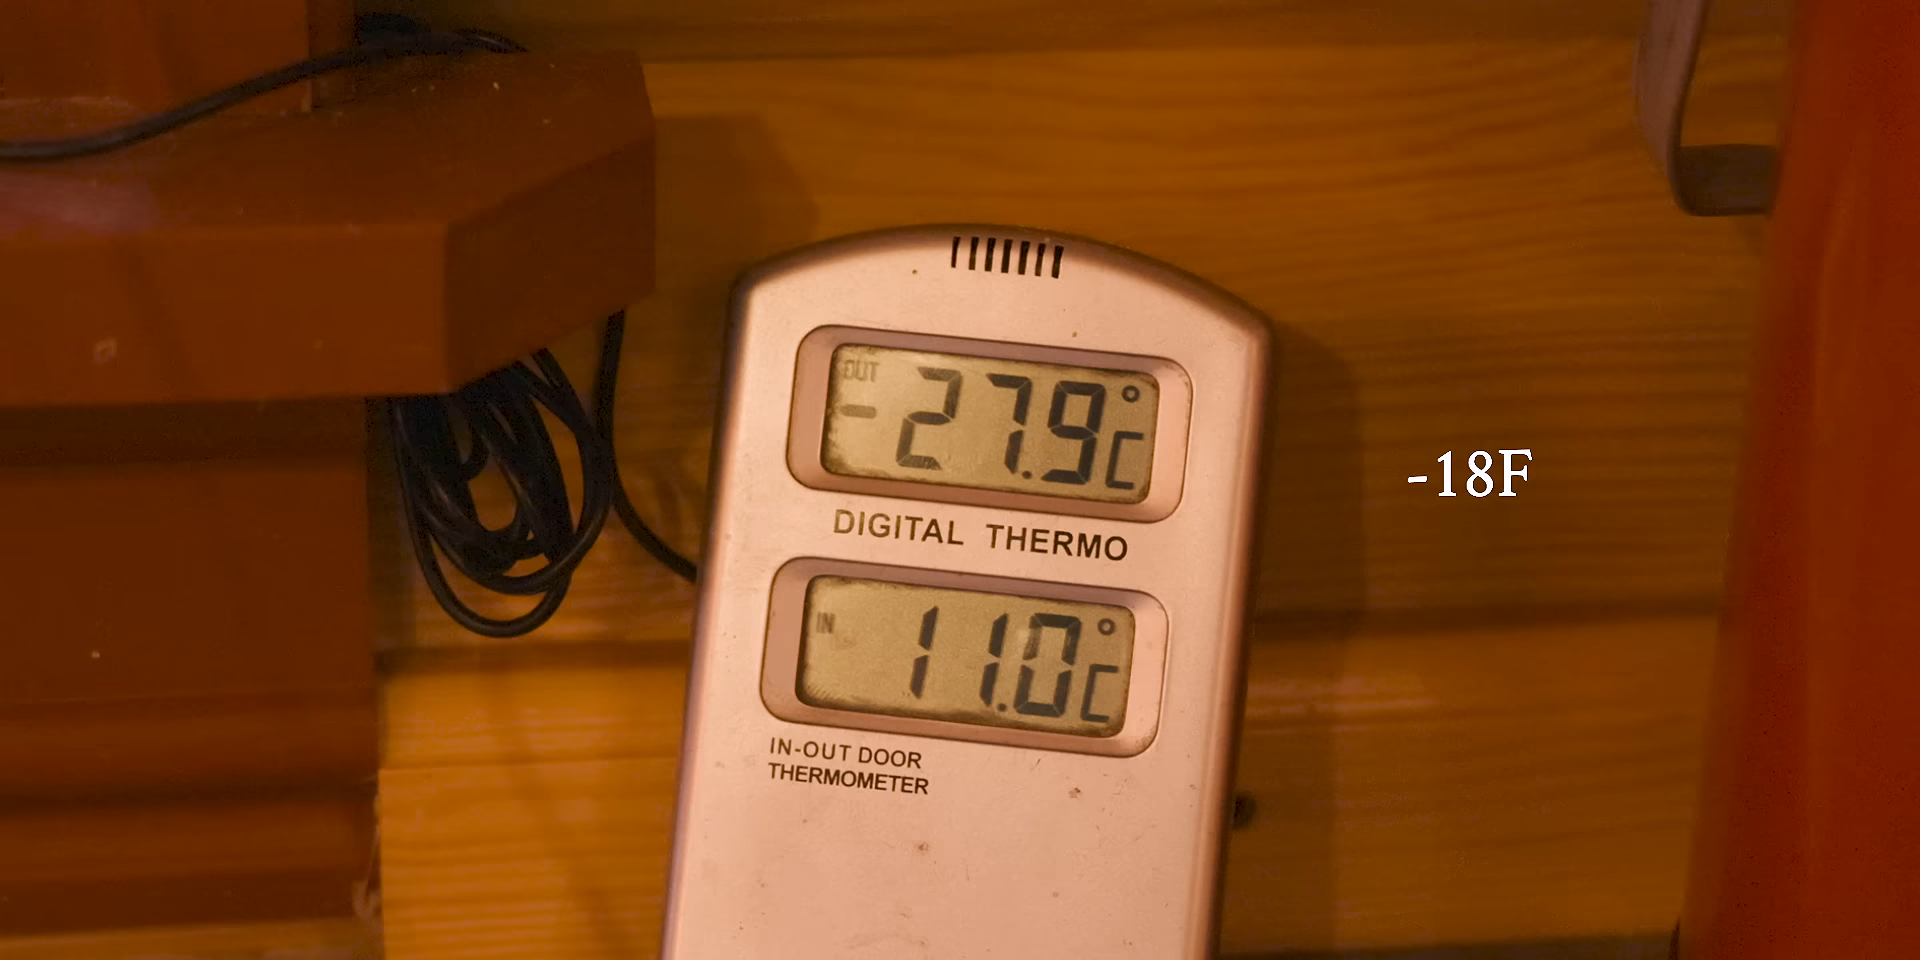 OUT
-27.9°C
-18F
DIGITAL THERMO
IN
11.0°C
IN-OUT DOOR
THERMOMETER